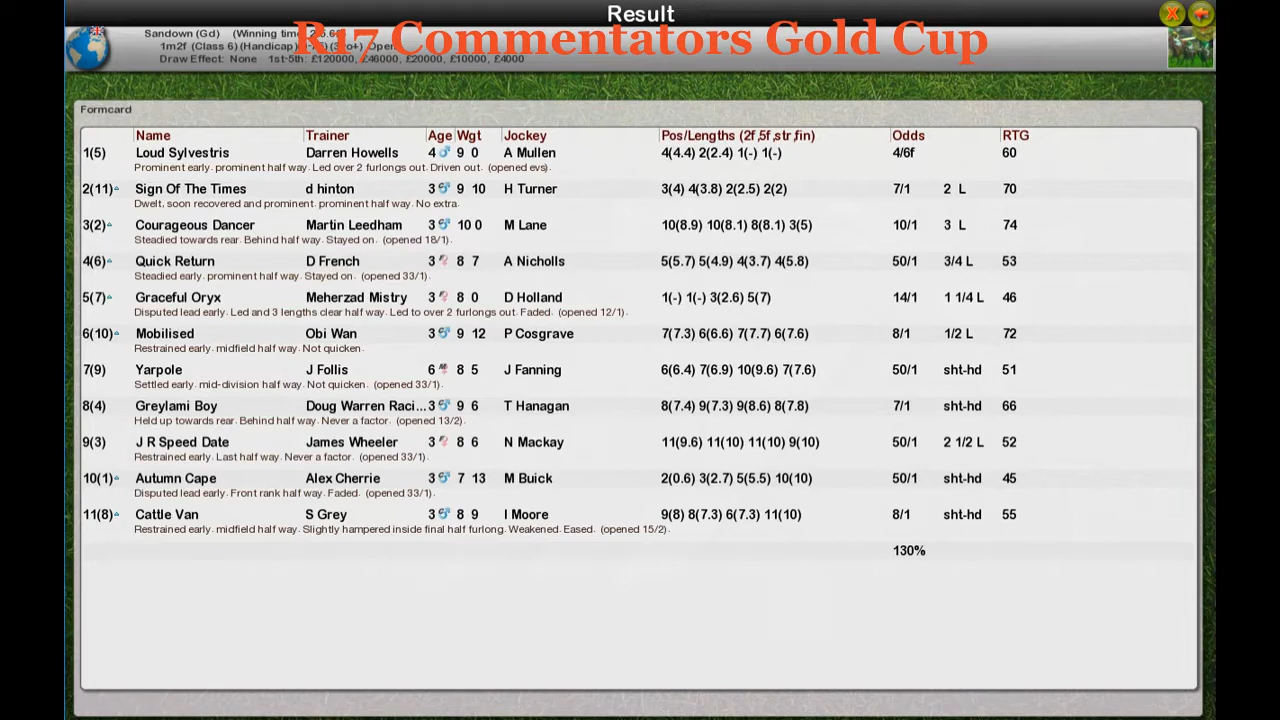 Result
R17 Commentators Gold Cup
Sandown (Gd) (Winning time
1m2f (Class 6) (Handicap) Open
Draw Effect: None 1st-5th: £120000, £46000, £20000, £10000, £4000
Formcard
Name Trainer Age Wgt Jockey Pos/Lengths (2f,5f,str,fin) Odds RTG
1(5) Loud Sylvestris Darren Howells 4 9 0 A Mullen 4(4.4) 2(2.4) 1(-) 1(-) 4/6f 60
Prominent early. prominent half way. Led over 2 furlongs out. Driven out. (opened evs).
2(11) Sign Of The Times d hinton 3 9 10 H Turner 3(4) 4(3.8) 2(2.5) 2(2) 7/1 2 L 70
Dwelt, soon recovered and prominent. prominent half way. No extra.
3(2) Courageous Dancer Martin Leedham 3 10 0 M Lane 10(8.9) 10(8.1) 8(8.1) 3(5) 10/1 3 L 74
Steadied towards rear. Behind half way. Stayed on. (opened 18/1).
4(6) Quick Return D French 3 8 7 A Nicholls 5(5.7) 5(4.9) 4(3.7) 4(5.8) 50/1 3/4 L 53
Steadied early. prominent half way. Stayed on. (opened 33/1).
5(7) Graceful Oryx Meherzad Mistry 3 8 0 D Holland 1(-) 1(-) 3(2.6) 5(7) 14/1 1 1/4 L 46
Disputed lead early. Led and 3 lengths clear half way. Led to over 2 furlongs out. Faded. (opened 12/1).
6(10) Mobilised Obi Wan 3 9 12 P Cosgrave 7(7.3) 6(6.6) 7(7.7) 6(7.6) 8/1 1/2 L 72
Restrained early. midfield half way. Not quicken.
7(9) Yarpole J Follis 6 8 5 J Fanning 6(6.4) 7(6.9) 10(9.6) 7(7.6) 50/1 sht-hd 51
Settled early. mid-division half way. Not quicken. (opened 33/1).
8(4) Greylami Boy Doug Warren Raci... 3 9 6 T Hanagan 8(7.4) 9(7.3) 9(8.6) 8(7.8) 7/1 sht-hd 66
Held up towards rear. Behind half way. Never a factor. (opened 13/2).
9(3) J R Speed Date James Wheeler 3 8 6 N Mackay 11(9.6) 11(10) 11(10) 9(10) 50/1 2 1/2 L 52
Restrained early. Last half way. Never a factor. (opened 33/1).
10(1) Autumn Cape Alex Cherrie 3 7 13 M Buick 2(0.6) 3(2.7) 5(5.5) 10(10) 50/1 sht-hd 45
Disputed lead early. Front rank half way. Faded. (opened 33/1).
11(8) Cattle Van S Grey 3 8 9 I Moore 9(8) 8(7.3) 6(7.3) 11(10) 8/1 sht-hd 55
Restrained early. midfield half way. Slightly hampered inside final half furlong. Weakened. Eased. (opened 15/2).
130%